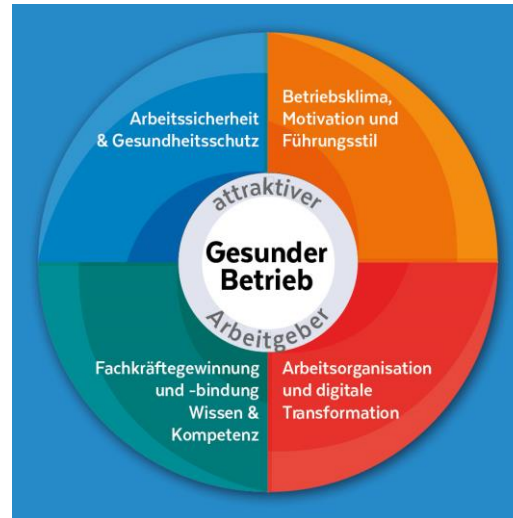 Arbeitssicherheit
& Gesundheitsschutz
Betriebsklima,
Motivation und
Führungsstil
attraktiver
Gesunder
Betrieb
Arbeitgeber
Fachkräftegewinnung
und -bindung
Wissen &
Kompetenz
Arbeitsorganisation
und digitale
Transformation